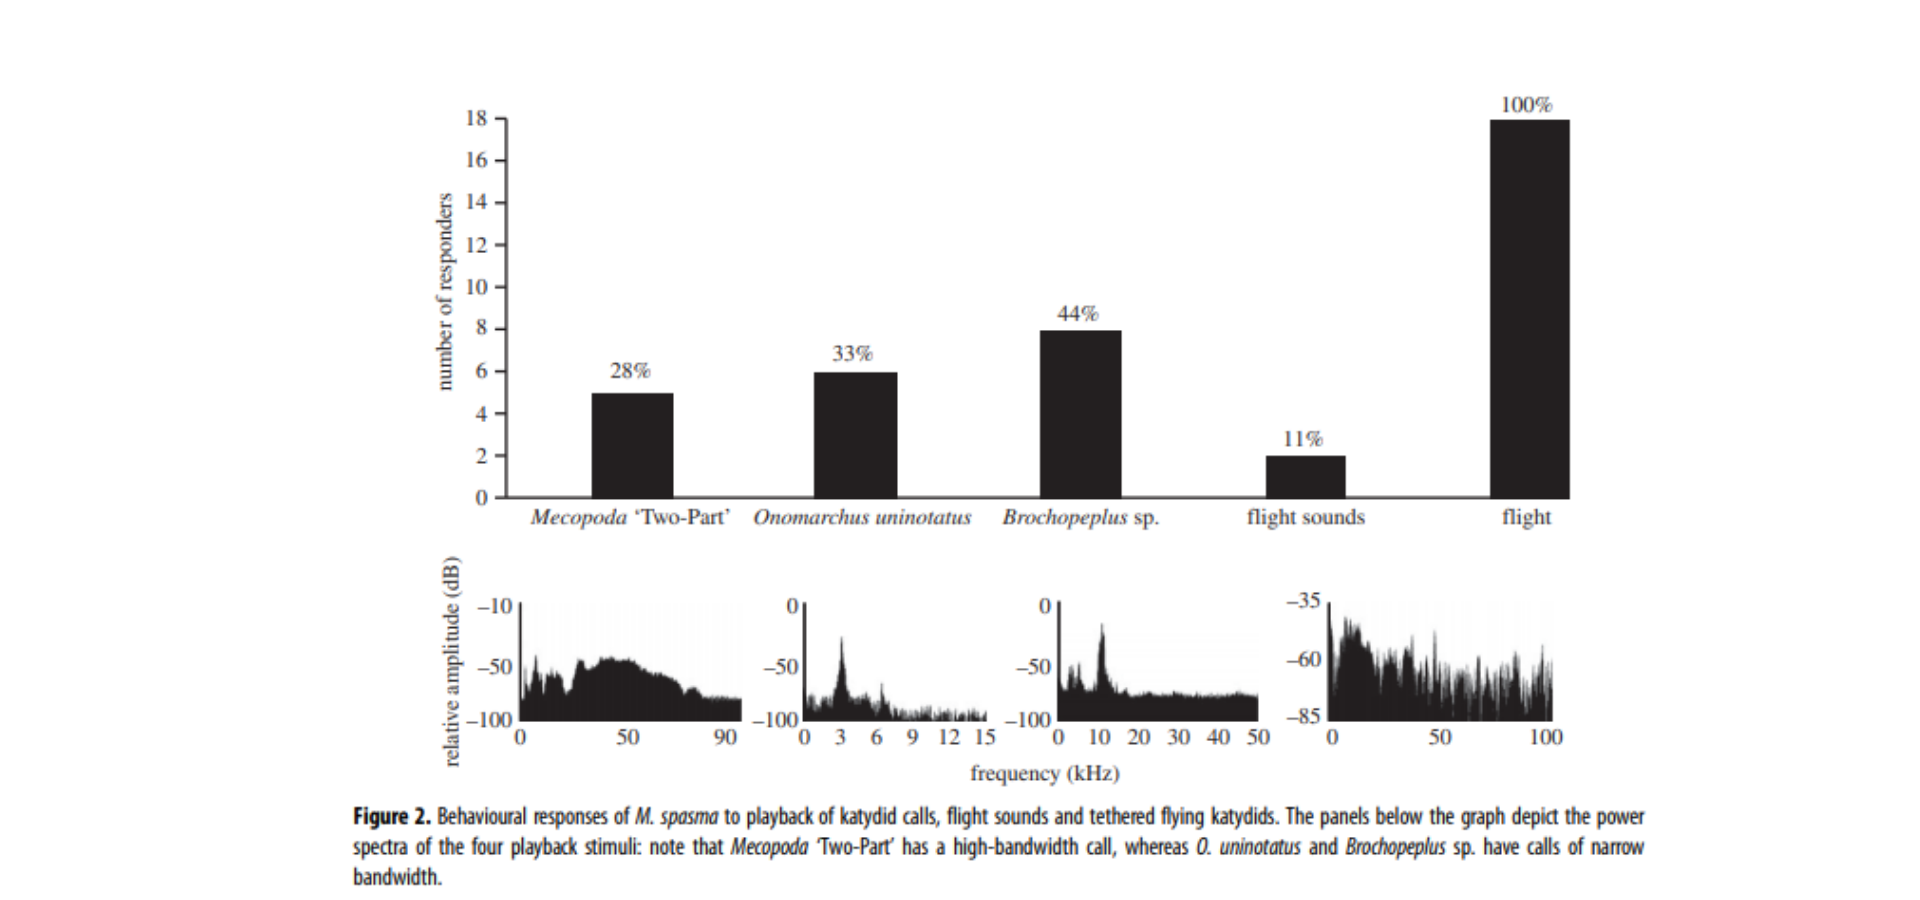 100%
18
16
14
12
10
8
6
4
2
0
number of responders
28%
33%
44%
11%
Mecopoda ‘Two-Part’ Onomarchus uninotatus Brochopeplus sp. flight sounds flight
relative amplitude (dB)
–10
–50
–100
0 50 90
0
–50
–100
0 3 6 9 12 15
0
–50
–100
0 10 20 30 40 50
–35
–60
–85
0 50 100
frequency (kHz)
Figure 2. Behavioural responses of M. spasma to playback of katydid calls, flight sounds and tethered flying katydids. The panels below the graph depict the power
spectra of the four playback stimuli: note that Mecopoda ‘Two-Part’ has a high-bandwidth call, whereas O. uninotatus and Brochopeplus sp. have calls of narrow
bandwidth.